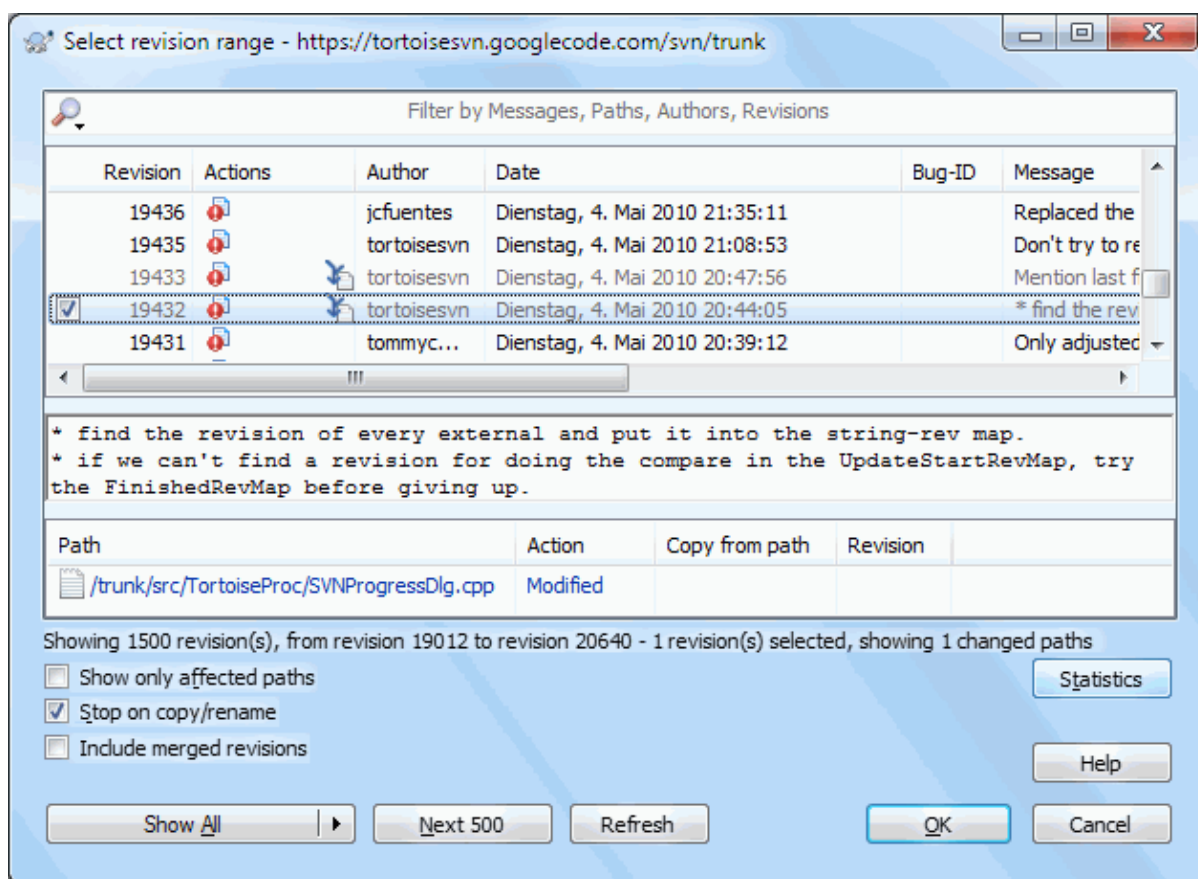 Select revision range - https://tortoisesvn.googlecode.com/svn/trunk
Filter by Messages, Paths, Authors, Revisions
Revision Actions Author Date Bug-ID Message
19436 jcfuentes Dienstag, 4. Mai 2010 21:35:11 Replaced the
19435 tortoisesvn Dienstag, 4. Mai 2010 21:08:53 Don't try to re
19433 tortoisesvn Dienstag, 4. Mai 2010 20:47:56 Mention last f
19432 tortoisesvn Dienstag, 4. Mai 2010 20:44:05 * find the rev
19431 tommyc... Dienstag, 4. Mai 2010 20:39:12 Only adjusted
* find the revision of every external and put it into the string-rev map.
* if we can't find a revision for doing the compare in the UpdateStartRevMap, try
the FinishedRevMap before giving up.
Path Action Copy from path Revision
/trunk/src/TortoiseProc/SVNProgressDlg.cpp Modified
Showing 1500 revision(s), from revision 19012 to revision 20640 - 1 revision(s) selected, showing 1 changed paths
Show only affected paths
Statistics
Stop on copy/rename
Include merged revisions
Help
Show All Next 500 Refresh OK Cancel